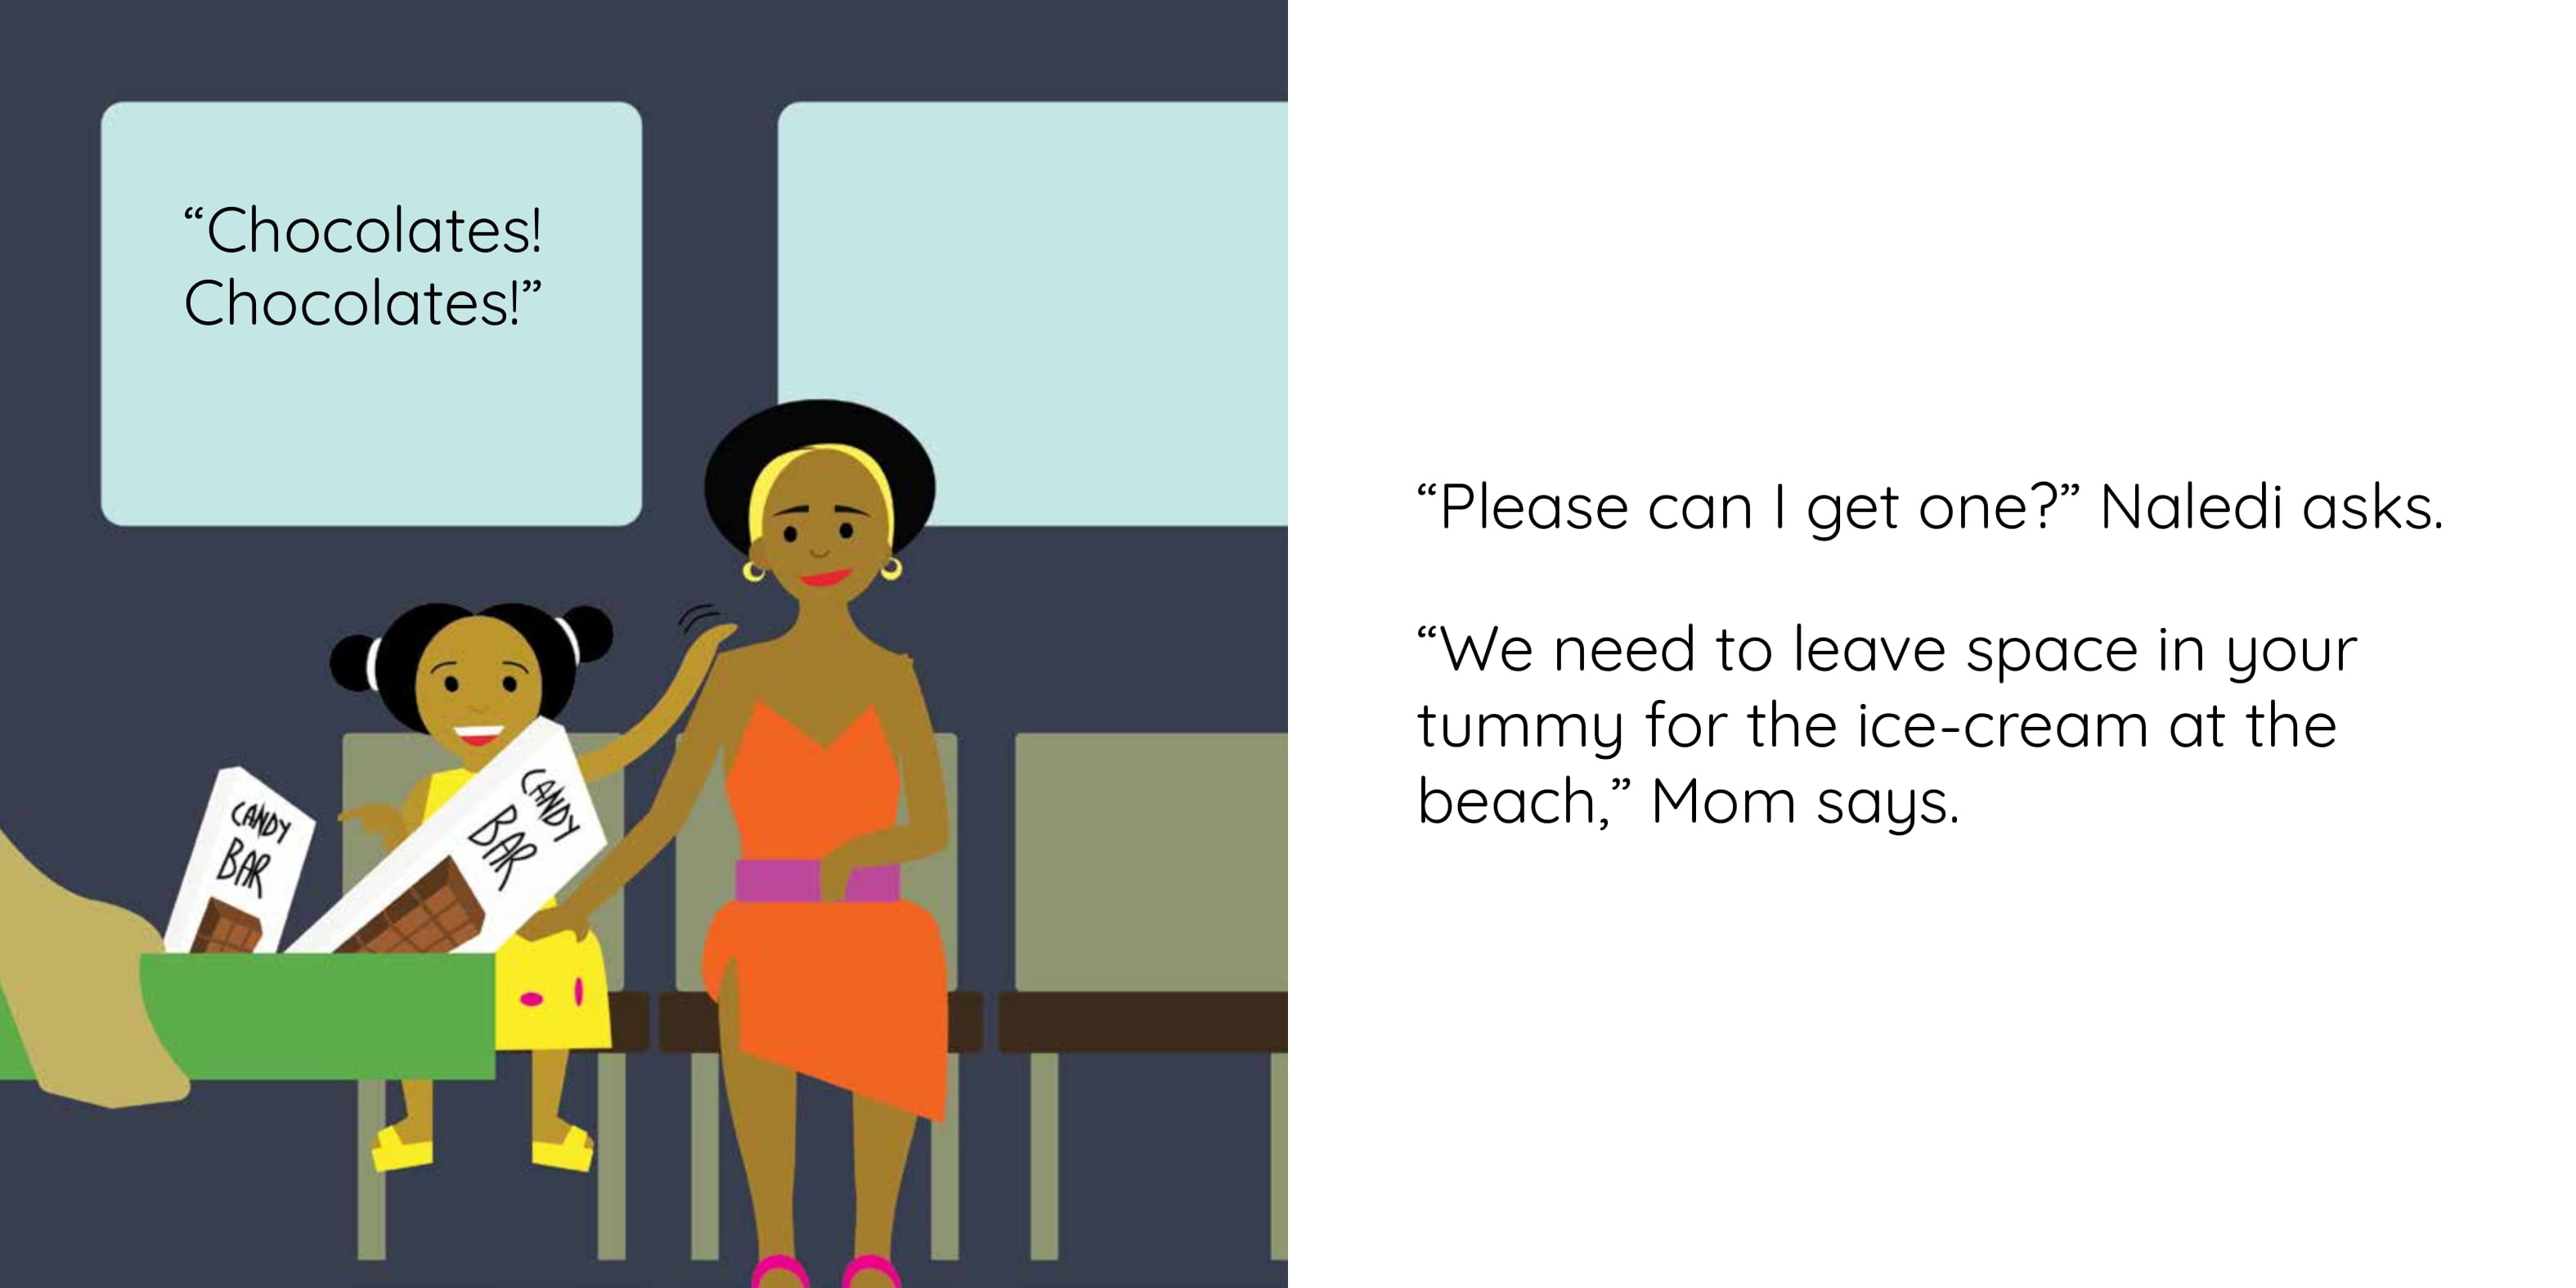 “Chocolates!
Chocolates!”
CANDY
BAR
CANDY
BAR
“Please can I get one?” Naledi asks.
“We need to leave space in your
tummy for the ice-cream at the
beach,” Mom says.